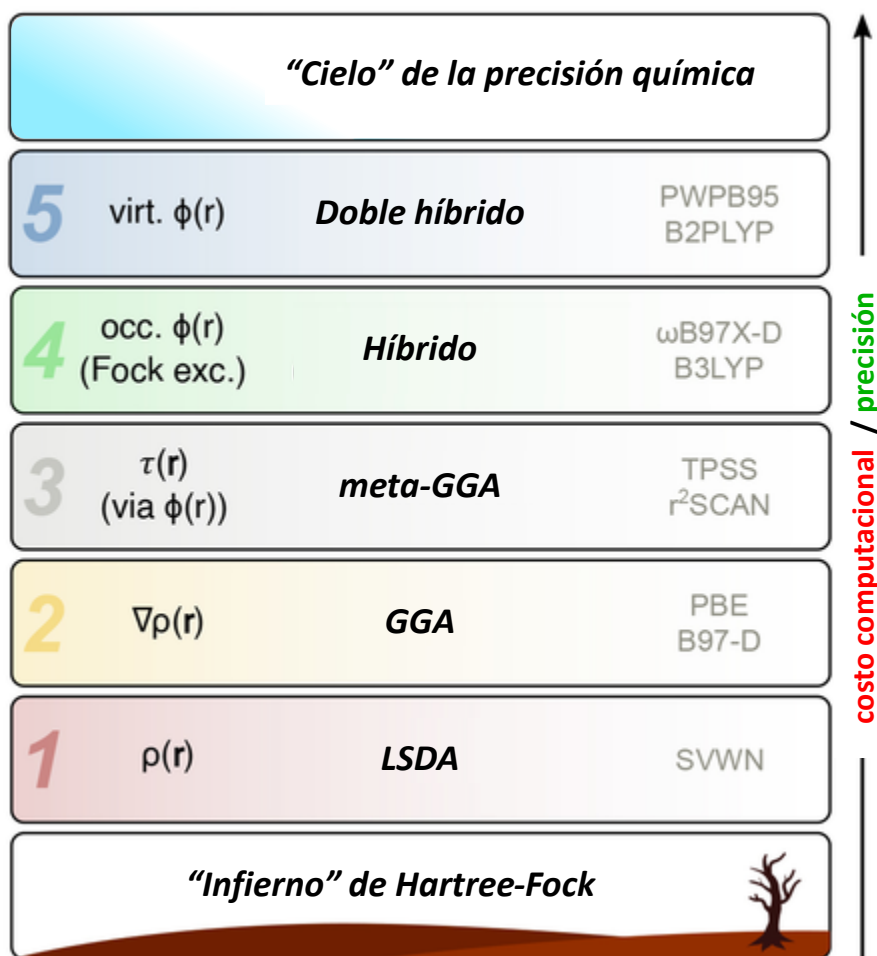 “Cielo” de la precisión química
5
virt. ϕ(r)
Doble híbrido
PWPB95
B2PLYP
4
occ. ϕ(r)
(Fock exc.)
Híbrido
ωB97X-D
B3LYP
3
τ(r)
(via ϕ(r))
meta-GGA
TPSS
r²SCAN
2
∇ρ(r)
GGA
PBE
B97-D
1
ρ(r)
LSDA
SVWN
“Infierno” de Hartree-Fock
costo computacional / precisión